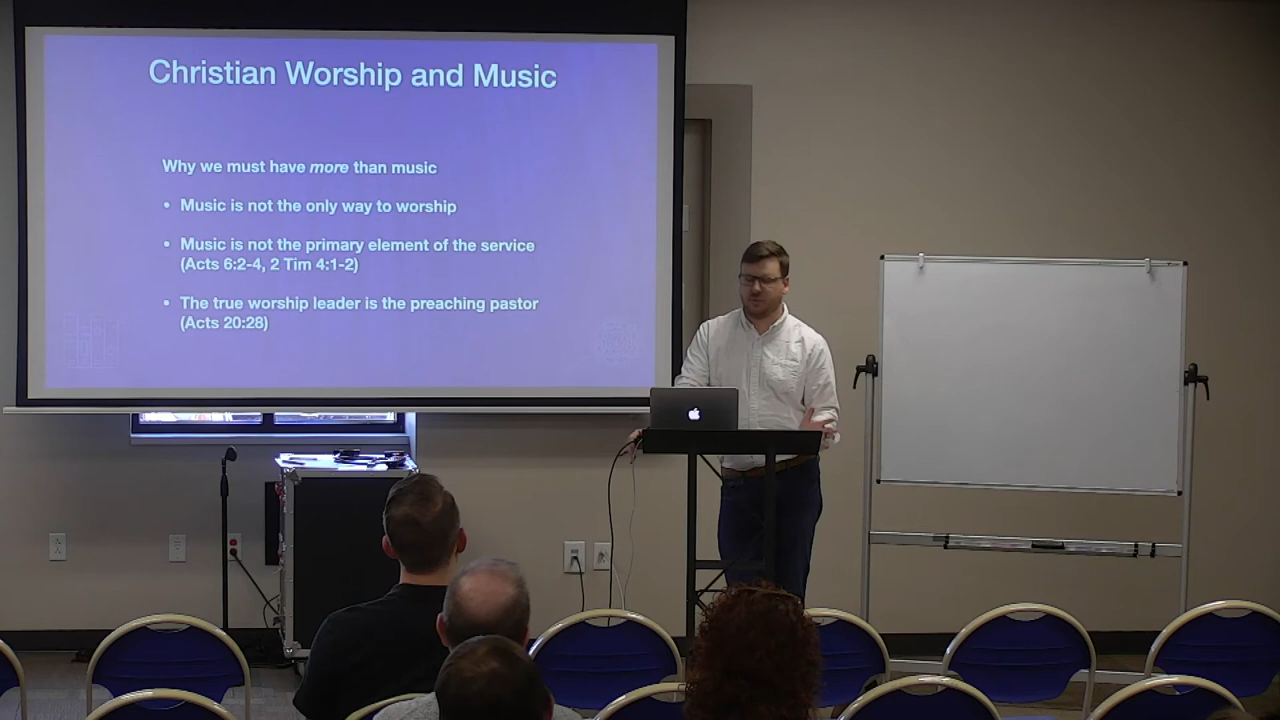 Christian Worship and Music
Why we must have more than music
• Music is not the only way to worship
• Music is not the primary element of the service
(Acts 6:2-4, 2 Tim 4:1-2)
• The true worship leader is the preaching pastor
(Acts 20:28)